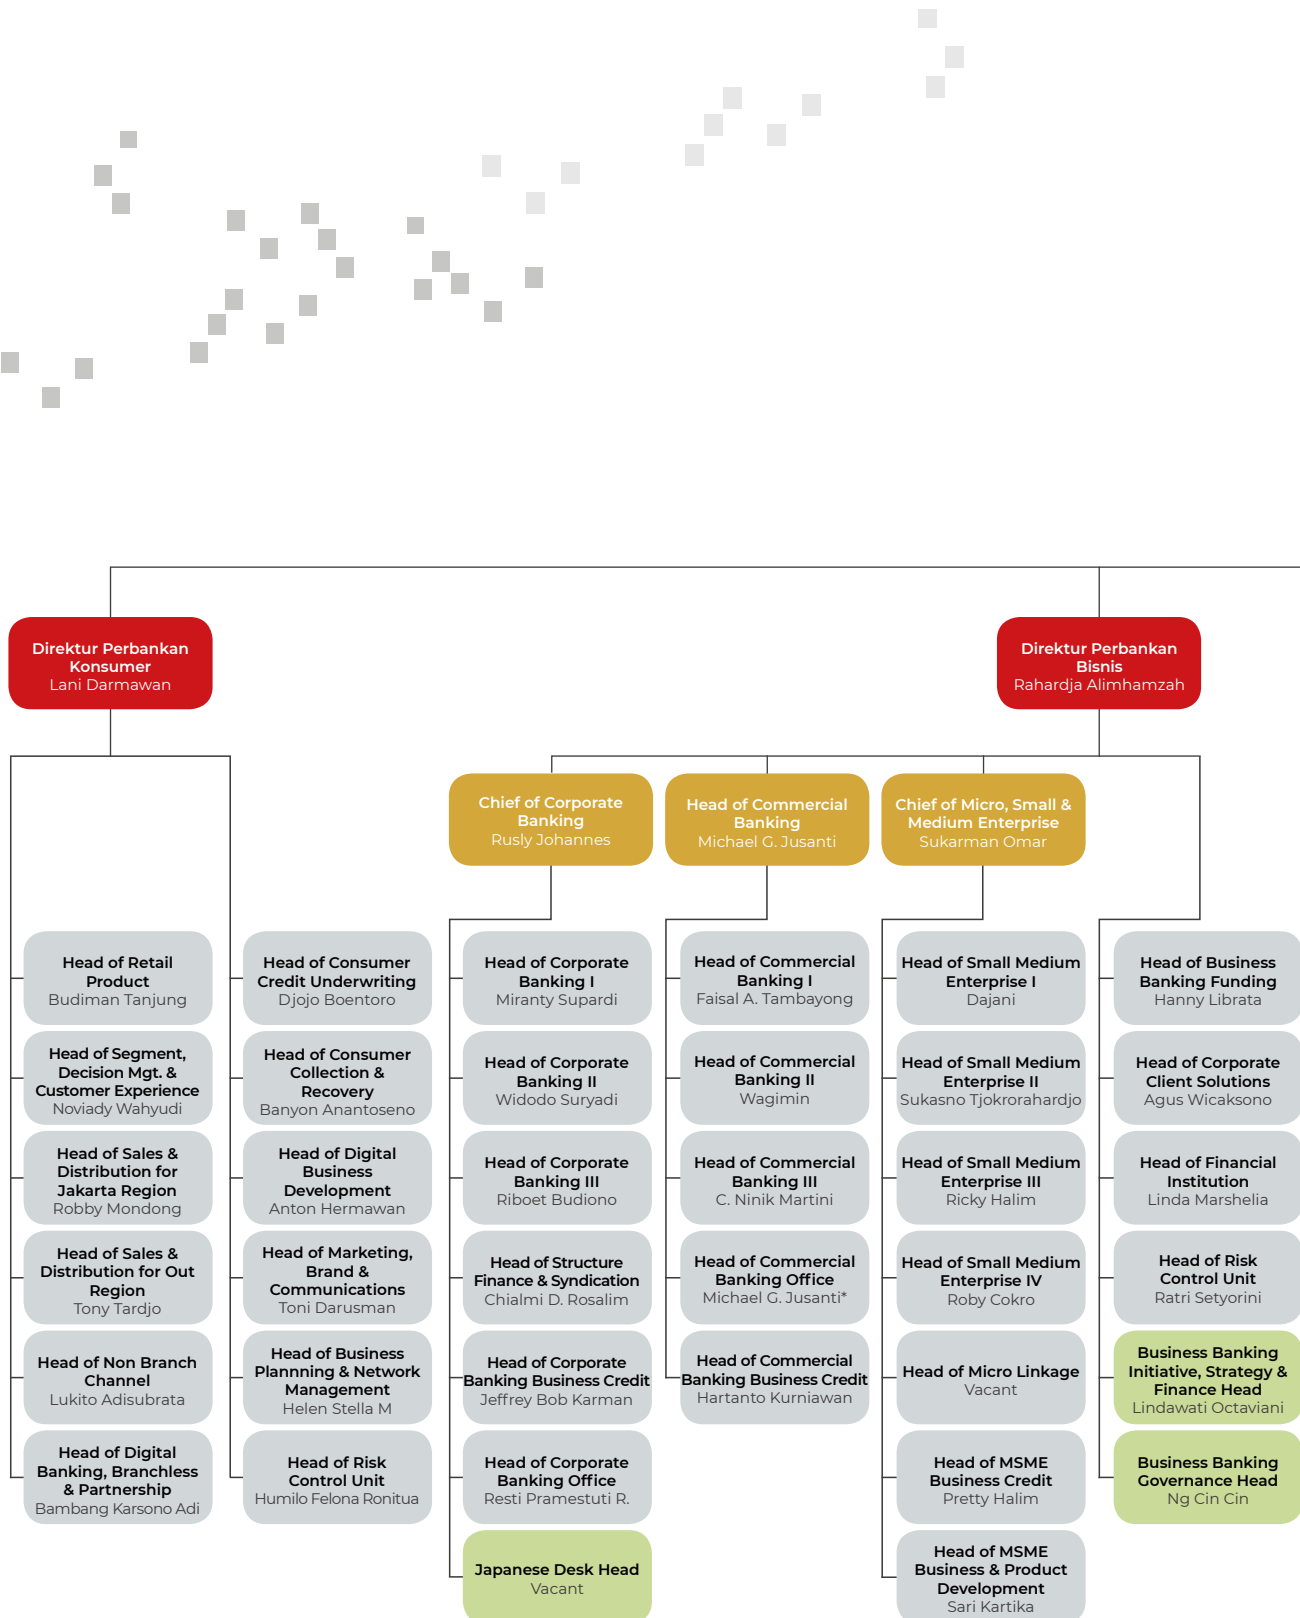 Direktur Perbankan
Konsumer
Lani Darmawan
Direktur Perbankan
Bisnis
Rahardja Alimhamzah
Chief of Corporate
Banking
Rusly Johannes
Head of Commercial
Banking
Michael G. Jusanti
Chief of Micro, Small &
Medium Enterprise
Sukarman Omar
Head of Retail
Product
Budiman Tanjung
Head of Segment,
Decision Mgt. &
Customer Experience
Noviady Wahyudi
Head of Sales &
Distribution for
Jakarta Region
Robby Mondong
Head of Sales &
Distribution for Out
Region
Tony Tardjo
Head of Non Branch
Channel
Lukito Adisubrata
Head of Digital
Banking, Branchless
& Partnership
Bambang Karsono Adi
Head of Consumer
Credit Underwriting
Djojo Boentoro
Head of Consumer
Collection &
Recovery
Banyon Anantoseno
Head of Digital
Business
Development
Anton Hermawan
Head of Marketing,
Brand &
Communications
Toni Darusman
Head of Business
Plannning & Network
Management
Helen Stella M
Head of Risk
Control Unit
Humilo Felona Ronitua
Head of Corporate
Banking I
Miranty Supardi
Head of Corporate
Banking II
Widodo Suryadi
Head of Corporate
Banking III
Riboet Budiono
Head of Structure
Finance & Syndication
Chialmi D. Rosalim
Head of Corporate
Banking Business Credit
Jeffrey Bob Karman
Head of Corporate
Banking Office
Resti Pramestuti R.
Japanese Desk Head
Vacant
Head of Commercial
Banking I
Faisal A. Tambayong
Head of Commercial
Banking II
Wagimin
Head of Commercial
Banking III
C. Ninik Martini
Head of Commercial
Banking Office
Michael G. Jusanti*
Head of Commercial
Banking Business Credit
Hartanto Kurniawan
Head of Small Medium
Enterprise I
Dajani
Head of Small Medium
Enterprise II
Sukasno Tjokrorahardjo
Head of Small Medium
Enterprise III
Ricky Halim
Head of Small Medium
Enterprise IV
Roby Cokro
Head of Micro Linkage
Vacant
Head of MSME
Business Credit
Pretty Halim
Head of MSME
Business & Product
Development
Sari Kartika
Head of Business
Banking Funding
Hanny Librata
Head of Corporate
Client Solutions
Agus Wicaksono
Head of Financial
Institution
Linda Marshelia
Head of Risk
Control Unit
Ratri Setyorini
Business Banking
Initiative, Strategy &
Finance Head
Lindawati Octaviani
Business Banking
Governance Head
Ng Cin Cin